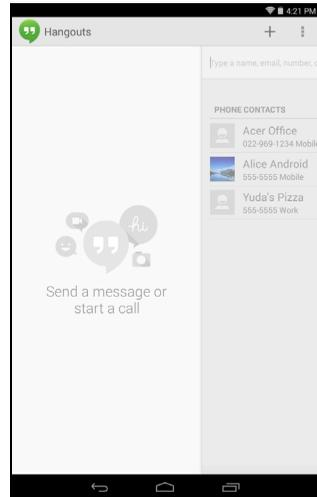 4:21 PM
Hangouts
Type a name, email, number,
PHONE CONTACTS
Acer Office
022-969-1234 Mobile
Alice Android
555-5555 Mobile
Yuda's Pizza
555-5555 Work
hi
Send a message or
start a call